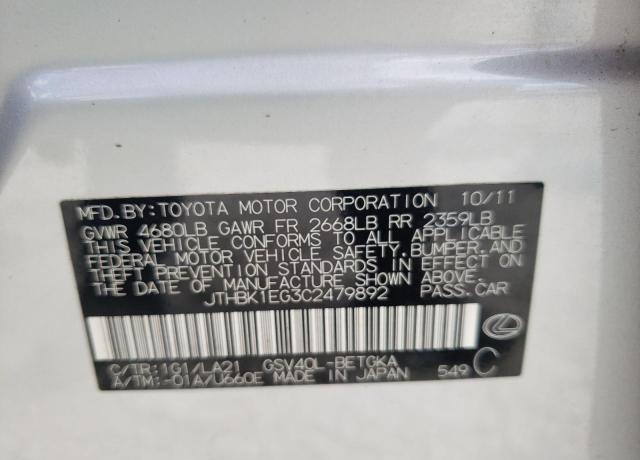 MFD.BY:TOYOTA MOTOR CORPORATION 10/11
GVWR 4680LB GAWR FR 2668LB RR 2359LB
THIS VEHICLE CONFORMS TO ALL APPLICABLE
FEDERAL MOTOR VEHICLE SAFETY,BUMPER,AND
THEFT PREVENTION STANDARDS IN EFFECT ON
THE DATE OF MANUFACTURE SHOWN ABOVE.
JTHBK1EG3C2479892 PASS.CAR
C/TR:1G1/LA21 GSV40L-BETGKA
A/TM:-01A/U660E MADE IN JAPAN 549 C